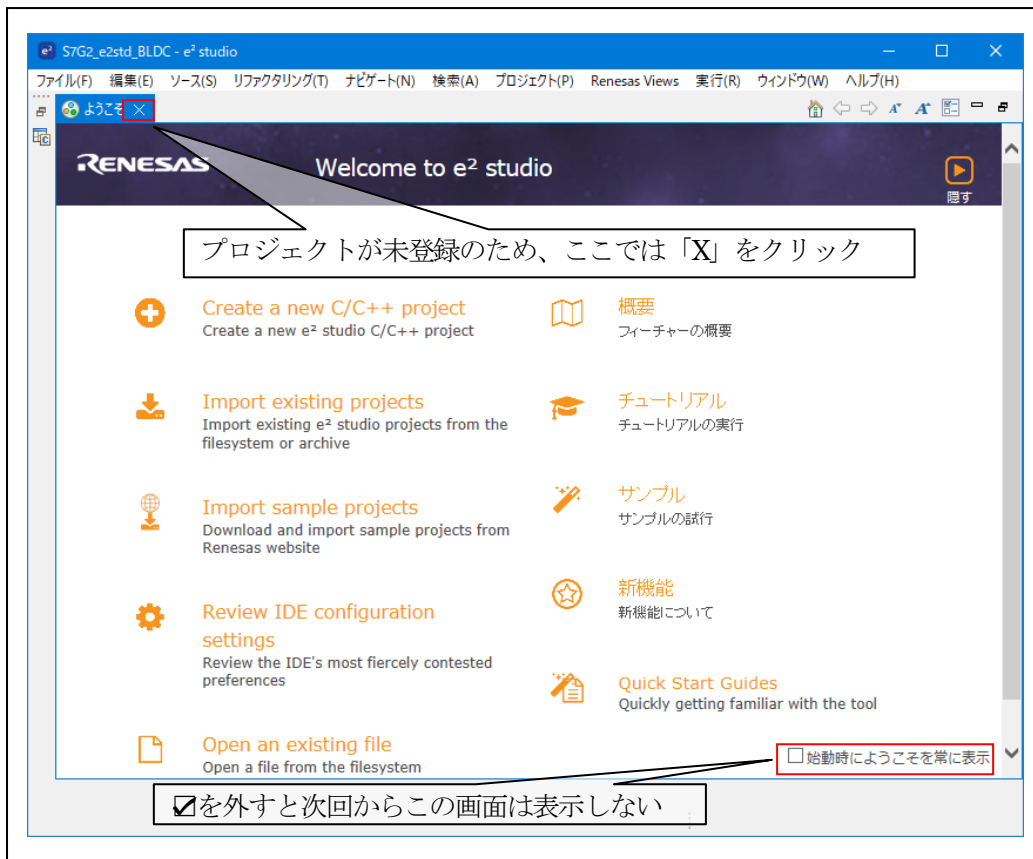 S7G2_e2std_BLDC - e² studio
ファイル(F) 編集(E) ソース(S) リファクタリング(T) ナビゲート(N) 検索(A) プロジェクト(P) Renesas Views 実行(R) ウィンドウ(W) ヘルプ(H)
ようこそ
RENESAS
Welcome to e² studio
隠す
プロジェクトが未登録のため、ここでは「X」をクリック
Create a new C/C++ project
Create a new e² studio C/C++ project
概要
フィーチャーの概要
Import existing projects
Import existing e² studio projects from the
filesystem or archive
チュートリアル
チュートリアルの実行
Import sample projects
Download and import sample projects from
Renesas website
サンプル
サンプルの試行
新機能
新機能について
Review IDE configuration
settings
Review the IDE's most fiercely contested
preferences
Quick Start Guides
Quickly getting familiar with the tool
Open an existing file
Open a file from the filesystem
始動時にようこそを常に表示
☑を外すと次回からこの画面は表示しない